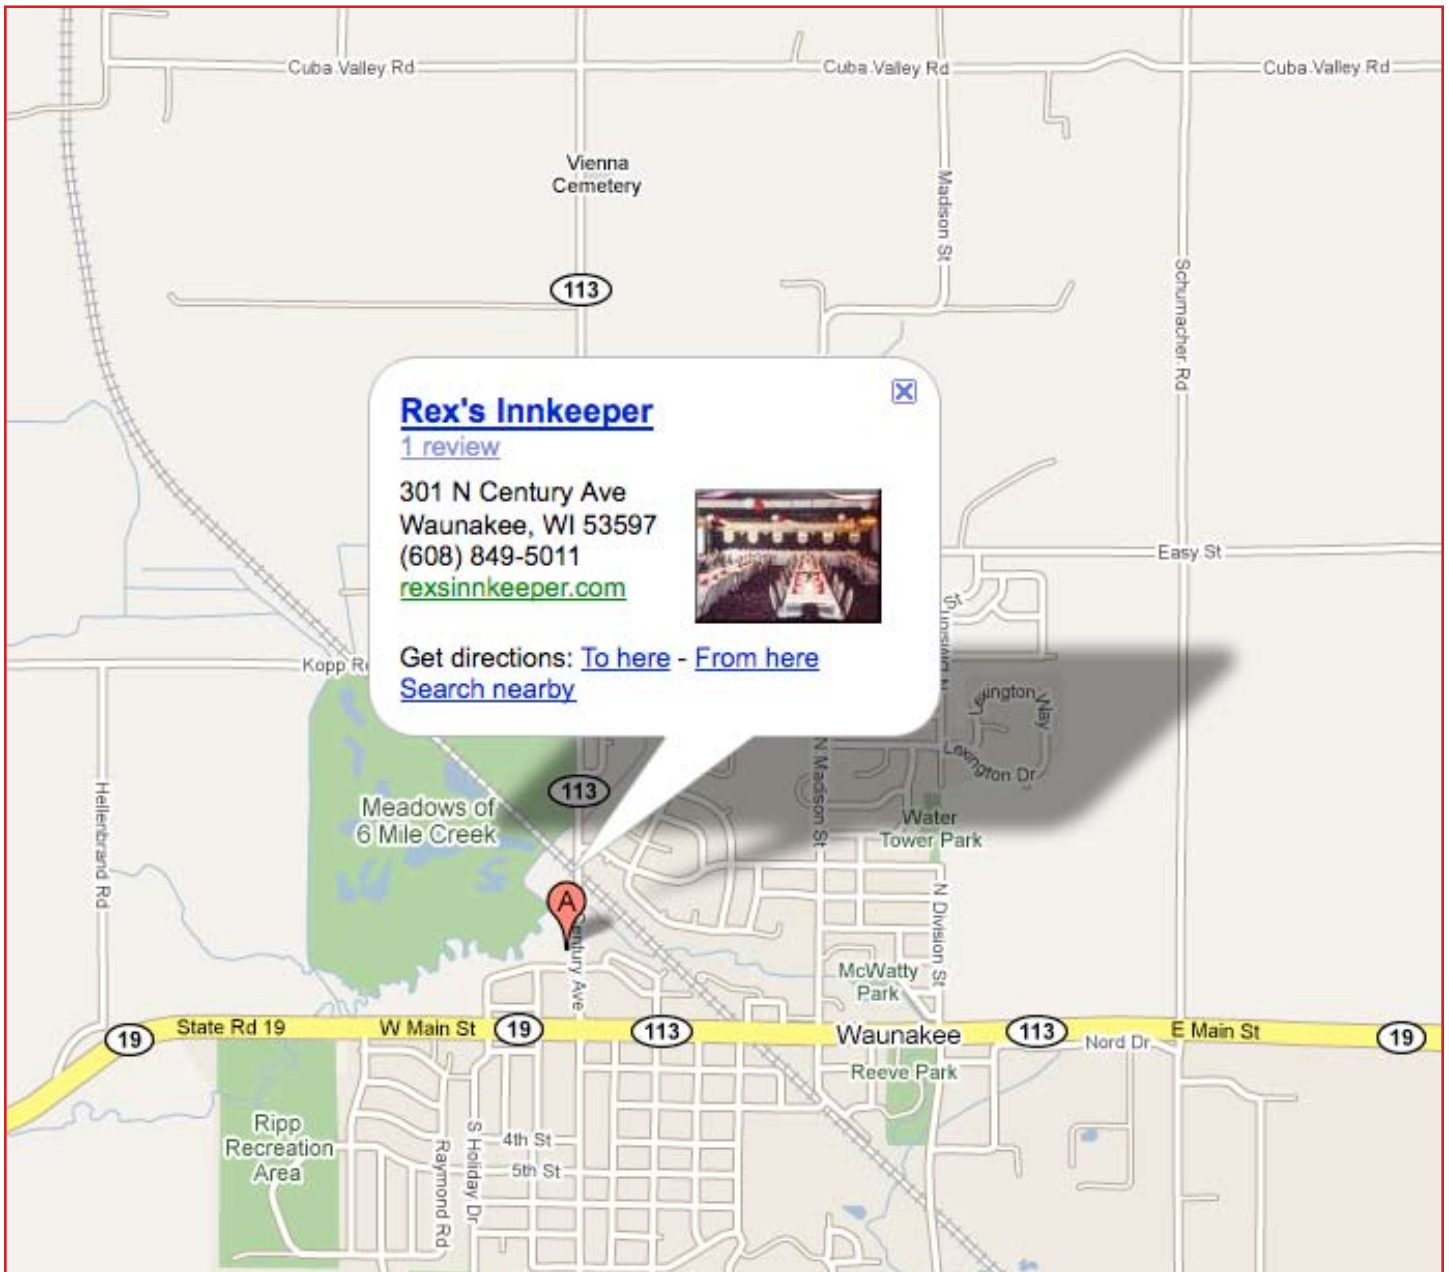 Cuba Valley Rd
Cuba Valley Rd
Cuba Valley Rd
Vienna
Cemetery
Madison St
113
Schumacher Rd
Rex's Innkeeper
1 review
301 N Century Ave
Waunakee, WI 53597
(608) 849-5011
rexsinnkeeper.com
Get directions: To here - From here
Search nearby
Easy St
Kopp R
N Division St
Lexington Way
Lexington Dr
N Madison St
113
Hellenbrand Rd
Meadows of
6 Mile Creek
Water
Tower Park
A
Century Ave
N Division St
McWatty
Park
State Rd 19
W Main St
19
113
Waunakee
113
E Main St
19
19
Nord Dr
Reeve Park
Ripp
Recreation
Area
Raymond Rd
S Holiday Dr
4th St
5th St